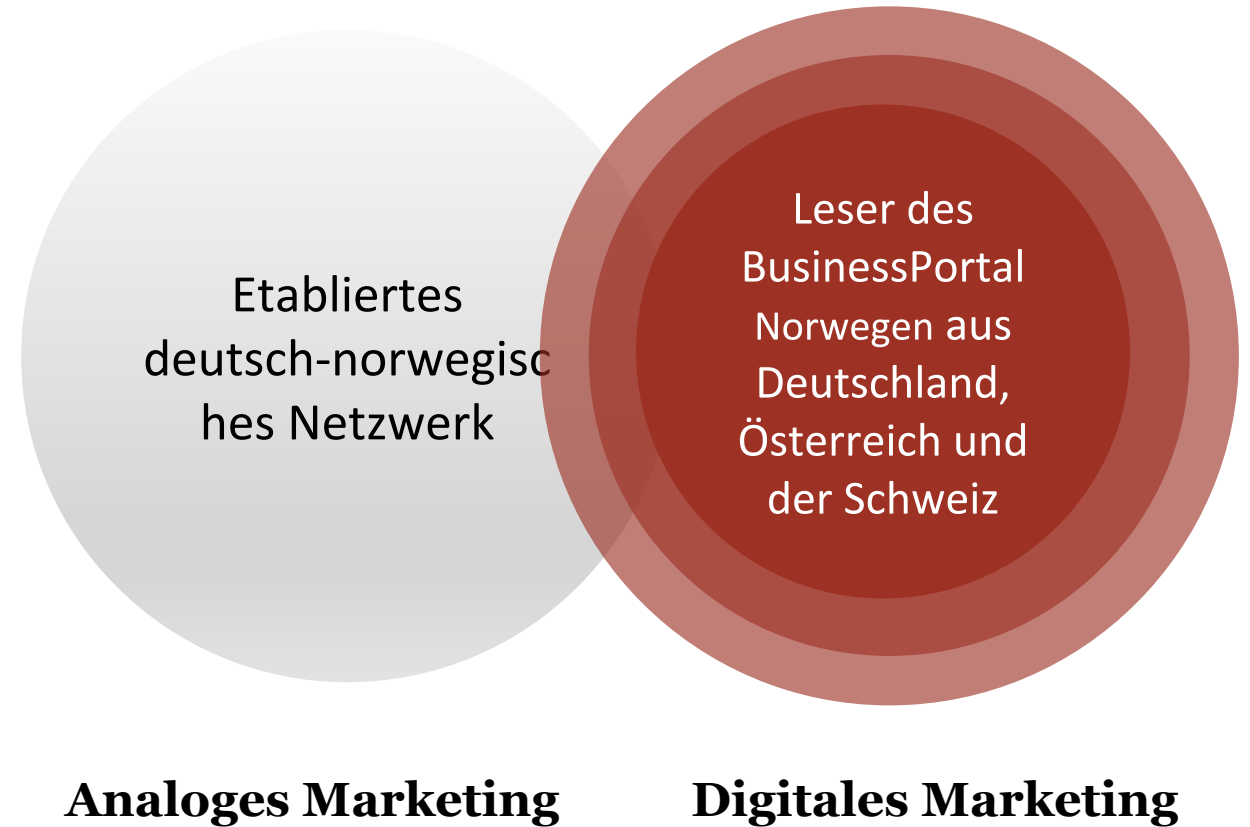 Etabliertes
deutsch-norwegisc
hes Netzwerk
Leser des
BusinessPortal
Norwegen aus
Deutschland,
Österreich und
der Schweiz
Analoges Marketing
Digitales Marketing